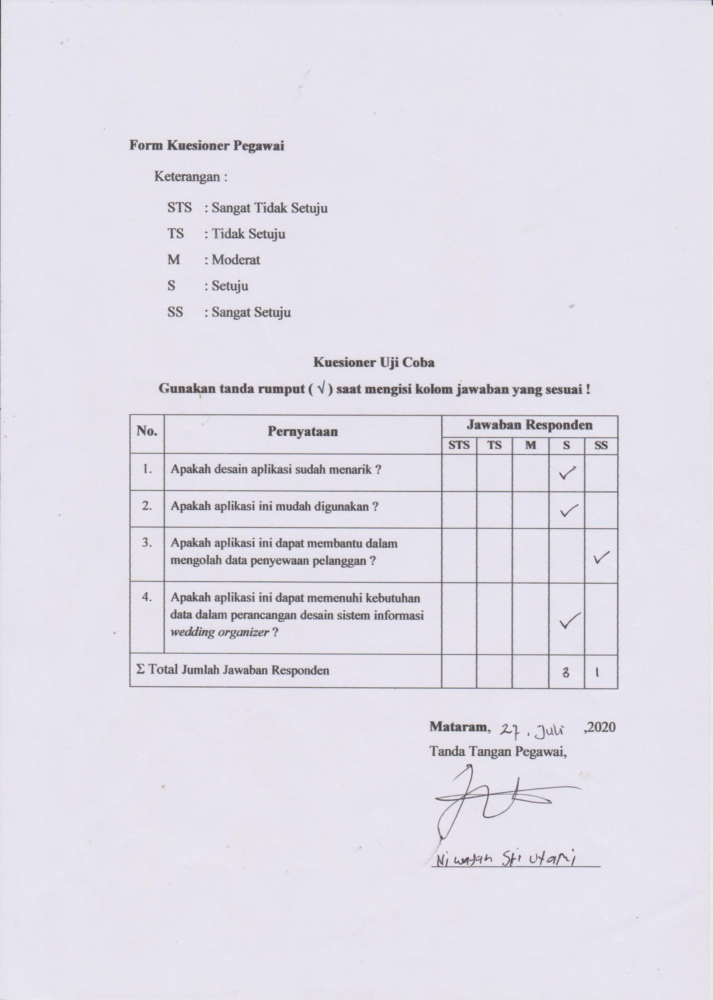 Form Kuesioner Pegawai
Keterangan :
STS : Sangat Tidak Setuju
TS : Tidak Setuju
M : Moderat
S : Setuju
SS : Sangat Setuju
Kuesioner Uji Coba
Gunakan tanda rumput ( √ ) saat mengisi kolom jawaban yang sesuai !
No. Pernyataan Jawaban Responden
STS TS M S SS
1. Apakah desain aplikasi sudah menarik ? ✓
2. Apakah aplikasi ini mudah digunakan ? ✓
3. Apakah aplikasi ini dapat membantu dalam
mengolah data penyewaan pelanggan ? ✓
4. Apakah aplikasi ini dapat memenuhi kebutuhan
data dalam perancangan desain sistem informasi ✓
wedding organizer ?
Σ Total Jumlah Jawaban Responden 3 1
Mataram, 27, Juli ,2020
Tanda Tangan Pegawai,
Ni wayan Sri Utami